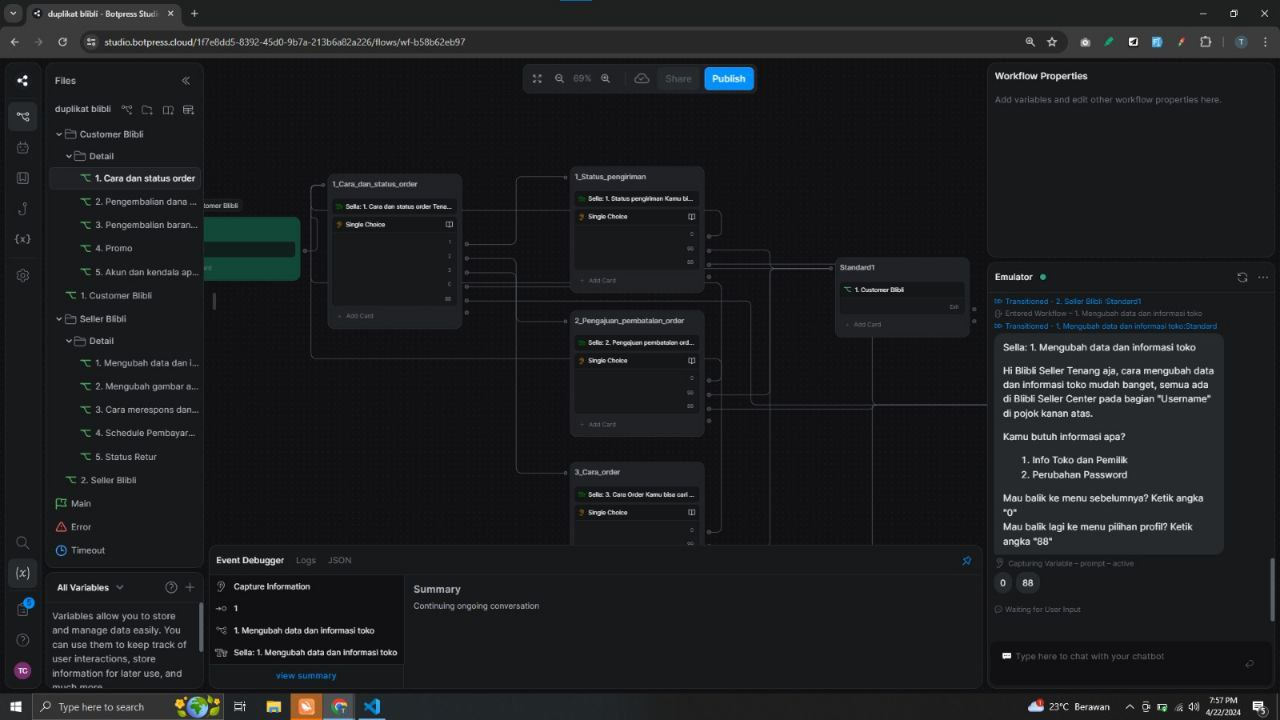 duplikat blibli - Botpress Studi
studio.botpress.cloud/1f7e8dd5-8392-45d0-9b7a-213b6a82a226/flows/wf-b58b62eb97
T
Files
duplikat blibli
Customer Blibli
Detail
1. Cara dan status order
2. Pengembalian dana ...
3. Pengembalian baran...
4. Promo
5. Akun dan kendala ap...
1. Customer Blibli
Seller Blibli
Detail
1. Mengubah data dan i...
2. Mengubah gambar a...
3. Cara merespons dan...
4. Schedule Pembayar...
5. Status Retur
2. Seller Blibli
Main
Error
Timeout
All Variables
Variables allow you to store
and manage data easily. You
can use them to keep track of
user interactions, store
information for later use, and
much more.
TC
69%
Share
Publish
tomer Blibli
ard
1_Cara_dan_status_order
Sella: 1. Cara dan status order Tena...
Single Choice
1
2
3
0
88
+ Add Card
1_Status_pengiriman
Sella: 1. Status pengiriman Kamu bi...
Single Choice
0
99
88
+ Add Card
2_Pengajuan_pembatalan_order
Sella: 2. Pengajuan pembatalan ord...
Single Choice
0
99
88
+ Add Card
3_Cara_order
Sella: 3. Cara Order Kamu bisa cari ...
Single Choice
0
99
Standard1
1. Customer Blibli
Exit
+ Add Card
Event Debugger
Logs
JSON
Capture Information
1
1. Mengubah data dan informasi toko
Sella: 1. Mengubah data dan informasi toko
view summary
Summary
Continuing ongoing conversation
Workflow Properties
Add variables and edit other workflow properties here.
Emulator
Transitioned - 2. Seller Blibli :Standard1
Entered Workflow – 1. Mengubah data dan informasi toko
Transitioned - 1. Mengubah data dan informasi toko:Standard
Sella: 1. Mengubah data dan informasi toko
Hi Blibli Seller Tenang aja, cara mengubah data
dan informasi toko mudah banget, semua ada
di Blibli Seller Center pada bagian "Username"
di pojok kanan atas.
Kamu butuh informasi apa?
1. Info Toko dan Pemilik
2. Perubahan Password
Mau balik ke menu sebelumnya? Ketik angka
"0"
Mau balik lagi ke menu pilihan profil? Ketik
angka "88"
Capturing Variable – prompt – active
0
88
Waiting for User Input
Type here to chat with your chatbot
Type here to search
23°C Berawan
7:57 PM
4/22/2024